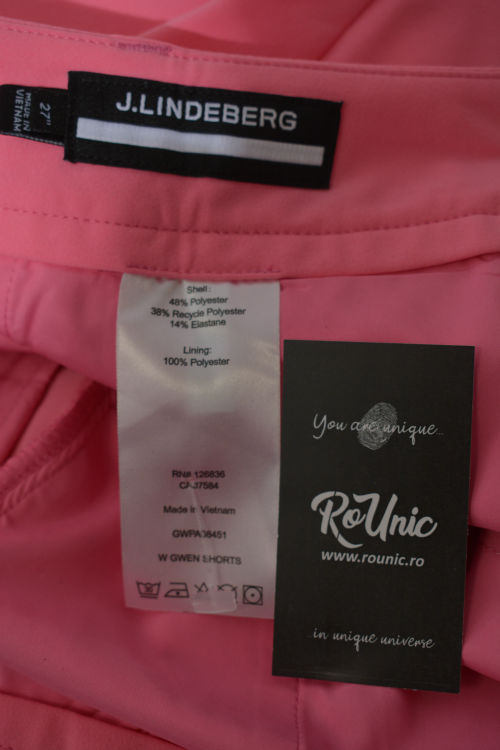 J.LINDEBERG
27"
MADE IN
VIETNAM
Shell:
48% Polyester
38% Recycle Polyester
14% Elastane
Lining:
100% Polyester
RN# 126836
CA#37584
Made in Vietnam
GWPA08451
W GWEN SHORTS
You are unique...
RoUnic
www.rounic.ro
...in unique universe